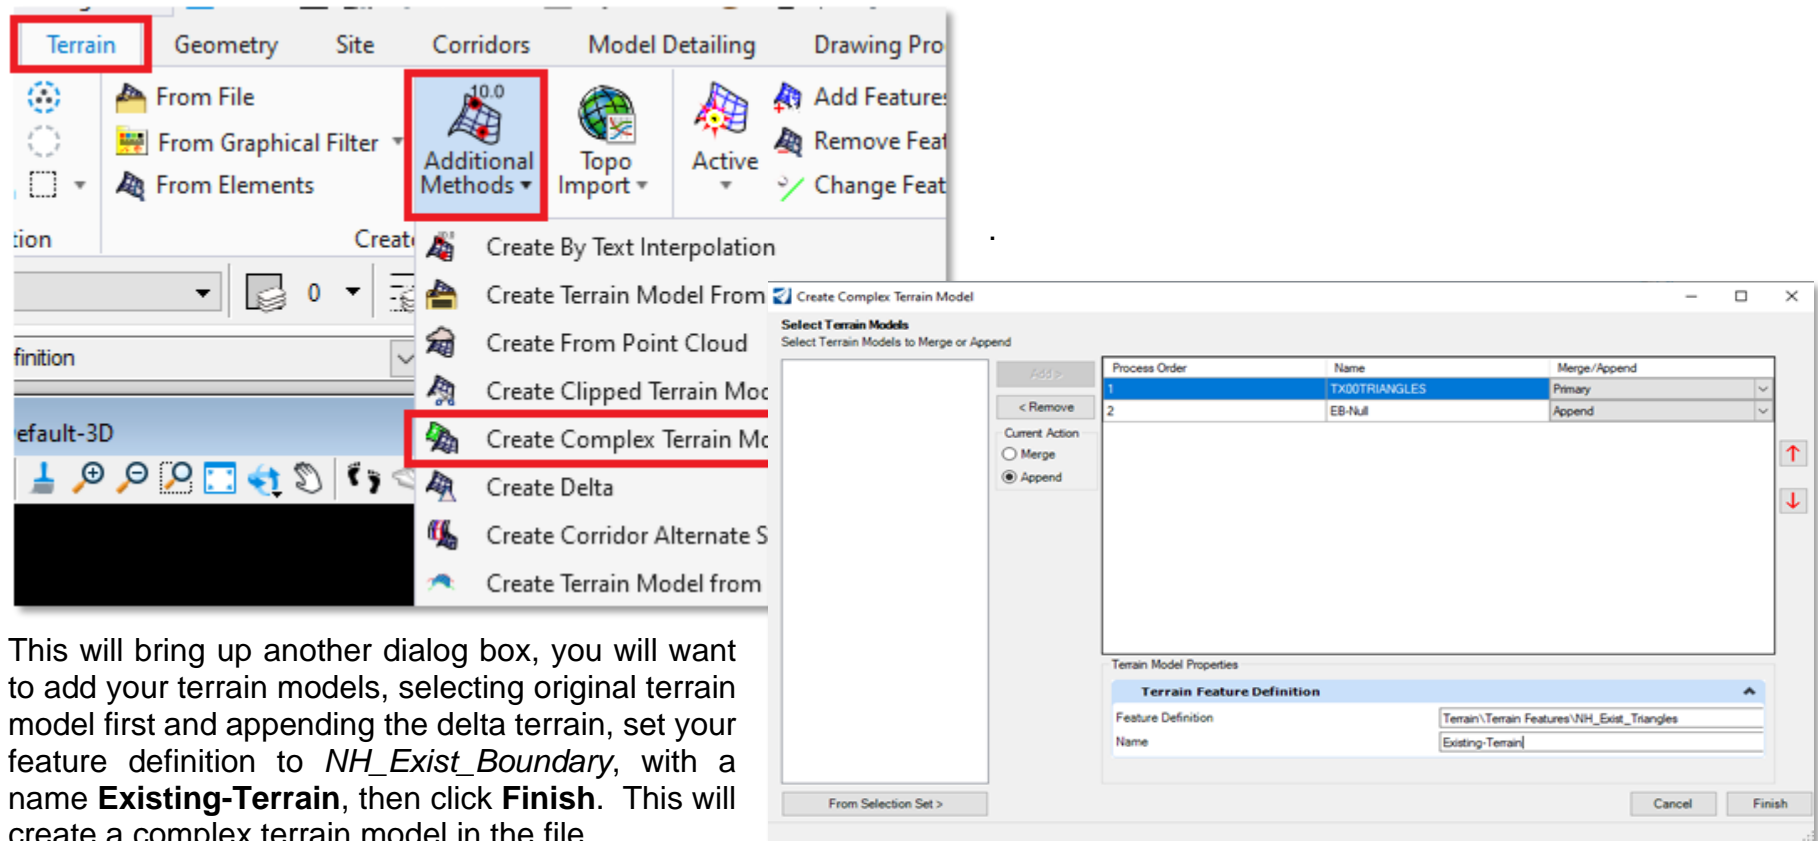 Terrain Geometry Site Corridors Model Detailing Drawing Pro
From File
From Graphical Filter
From Elements
10.0
Additional Methods
Topo Import
Active
Add Features
Remove Feat
Change Feat
tion
Create
Create By Text Interpolation
0
Create Terrain Model From
finition
Create From Point Cloud
Create Clipped Terrain Mod
efault-3D
Create Complex Terrain Mo
Create Delta
Create Corridor Alternate S
Create Terrain Model from
.
Create Complex Terrain Model
Select Terrain Models
Select Terrain Models to Merge or Append
Add >
< Remove
Current Action
Merge
Append
Process Order Name Merge/Append
1 TX00TRIANGLES Primary
2 EB-Null Append
Terrain Model Properties
Terrain Feature Definition
Feature Definition Terrain\Terrain Features\NH_Exist_Triangles
Name Existing-Terrain
From Selection Set >
Cancel Finish
This will bring up another dialog box, you will want
to add your terrain models, selecting original terrain
model first and appending the delta terrain, set your
feature definition to NH_Exist_Boundary, with a
name Existing-Terrain, then click Finish. This will
create a complex terrain model in the file